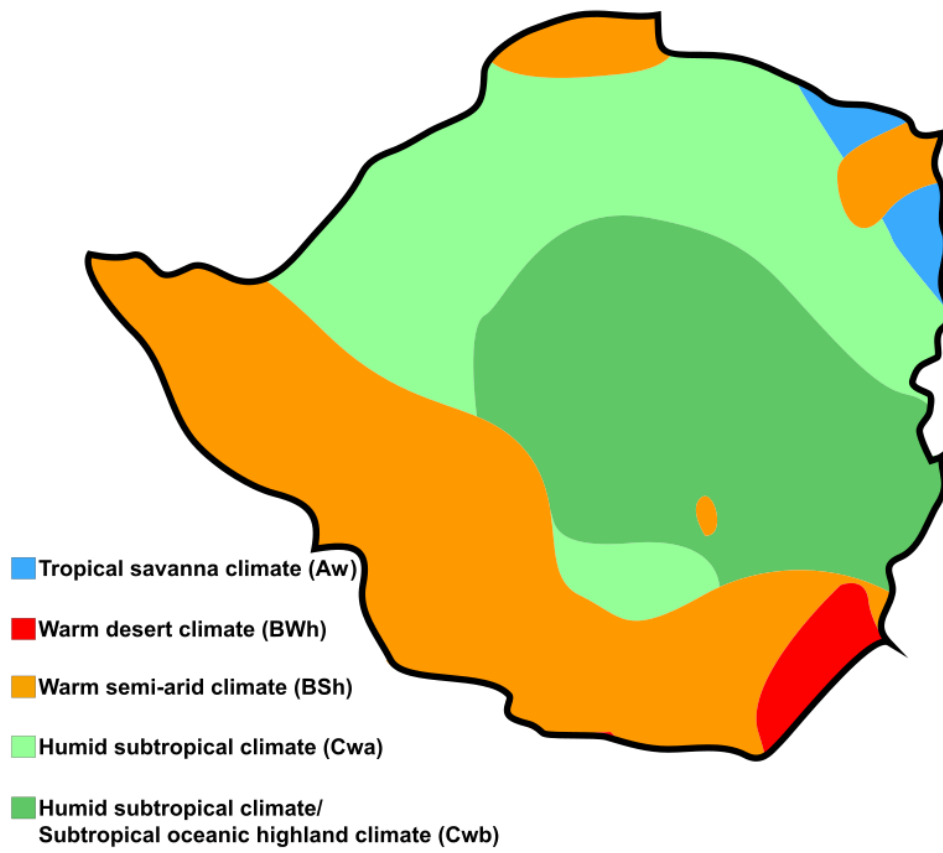 Tropical savanna climate (Aw)
Warm desert climate (BWh)
Warm semi-arid climate (BSh)
Humid subtropical climate (Cwa)
Humid subtropical climate/
Subtropical oceanic highland climate (Cwb)